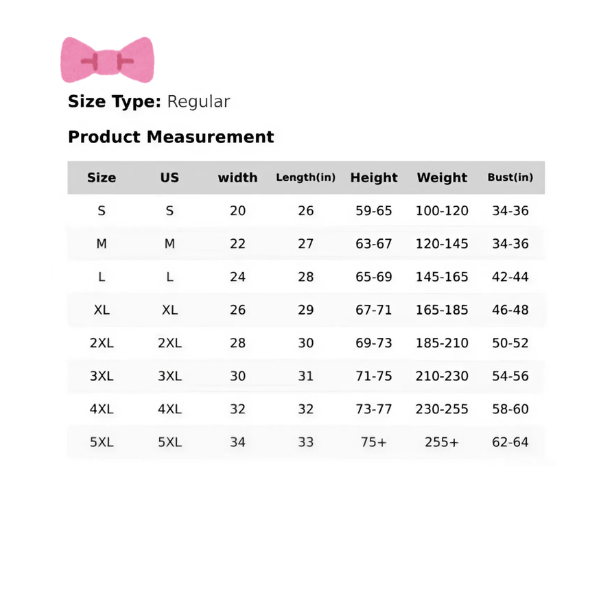 Size Type: Regular
Product Measurement
Size US width Length(in) Height Weight Bust(in)
S S 20 26 59-65 100-120 34-36
M M 22 27 63-67 120-145 34-36
L L 24 28 65-69 145-165 42-44
XL XL 26 29 67-71 165-185 46-48
2XL 2XL 28 30 69-73 185-210 50-52
3XL 3XL 30 31 71-75 210-230 54-56
4XL 4XL 32 32 73-77 230-255 58-60
5XL 5XL 34 33 75+ 255+ 62-64